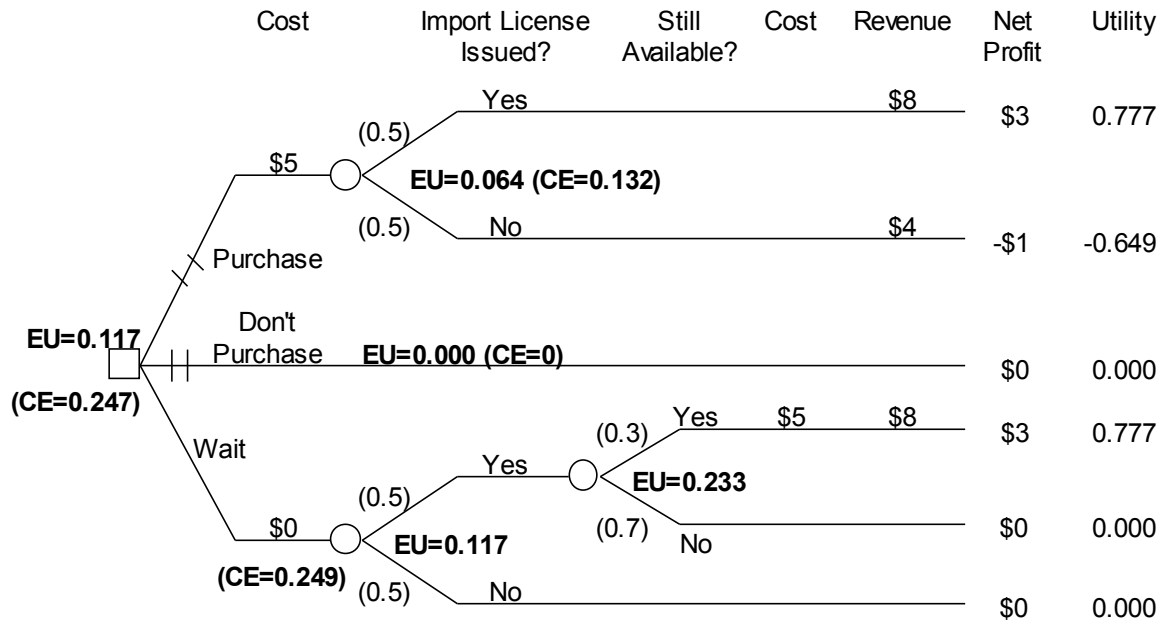 Cost Import License Still Cost Revenue Net Utility
Issued? Available? Profit
Yes $8
$3 0.777
(0.5)
$5
EU=0.064 (CE=0.132)
(0.5) No $4
-$1 -0.649
Purchase
Don't
EU=0.117 Purchase EU=0.000 (CE=0)
$0 0.000
(CE=0.247)
Yes $5 $8
(0.3) $3 0.777
Wait
Yes
EU=0.233
(0.5)
$0 (0.7) $0 0.000
EU=0.117 No
(CE=0.249)
(0.5) No
$0 0.000